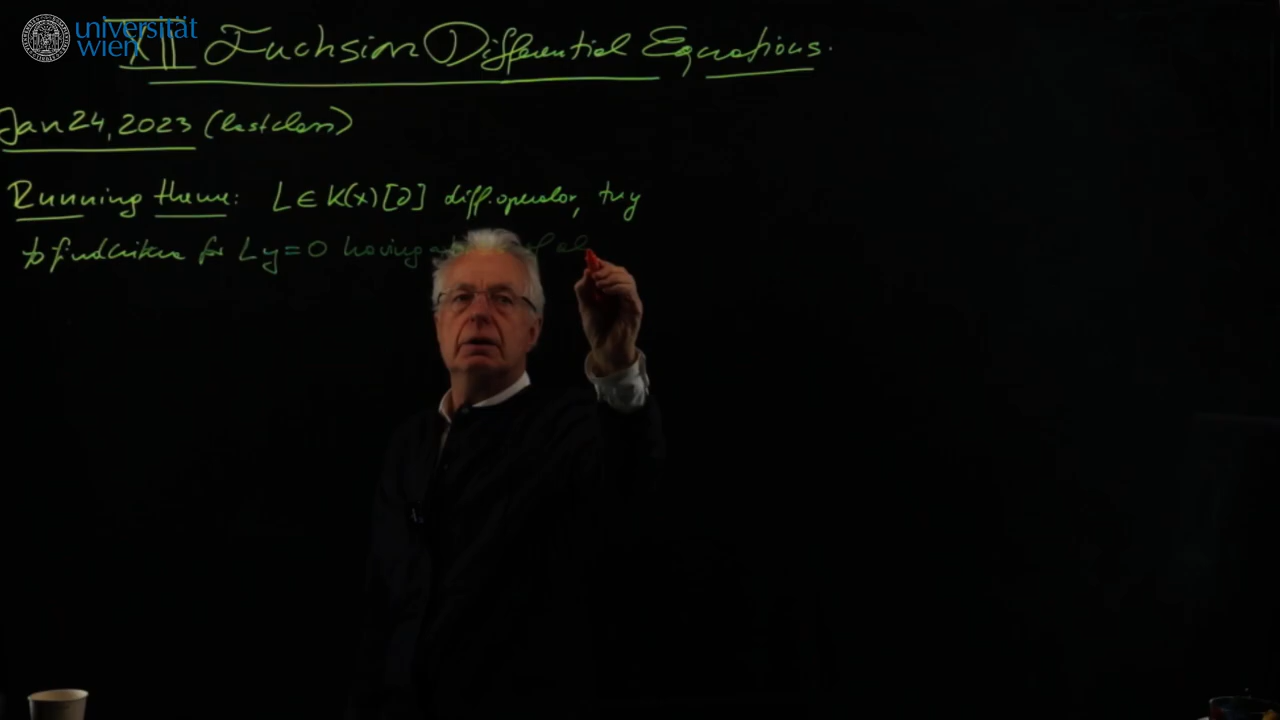 universität
wien
XII Fuchsian Differential Equations.
Jan 24, 2023 (last class)
Running theme: L ∈ K(x)[∂] diff. operator, try
to find criteria for Ly = 0 having